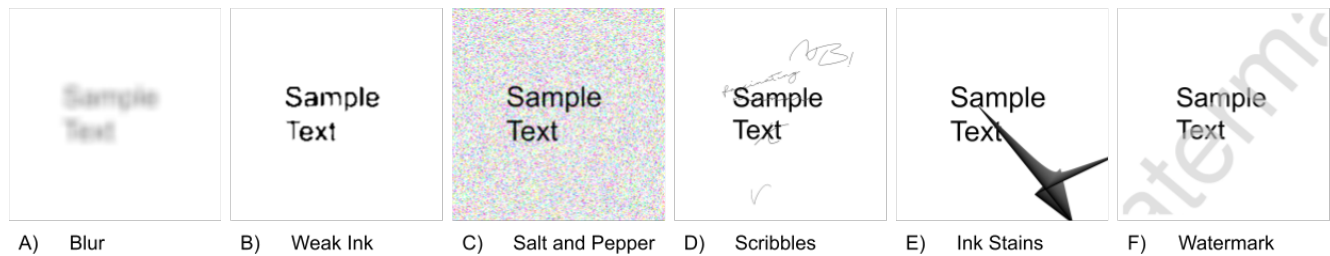 Sample
Text
Sample
Text
Sample
Text
Sample
Text
Sample
Text
Sample
Text
A) Blur
B) Weak Ink
C) Salt and Pepper
D) Scribbles
E) Ink Stains
F) Watermark